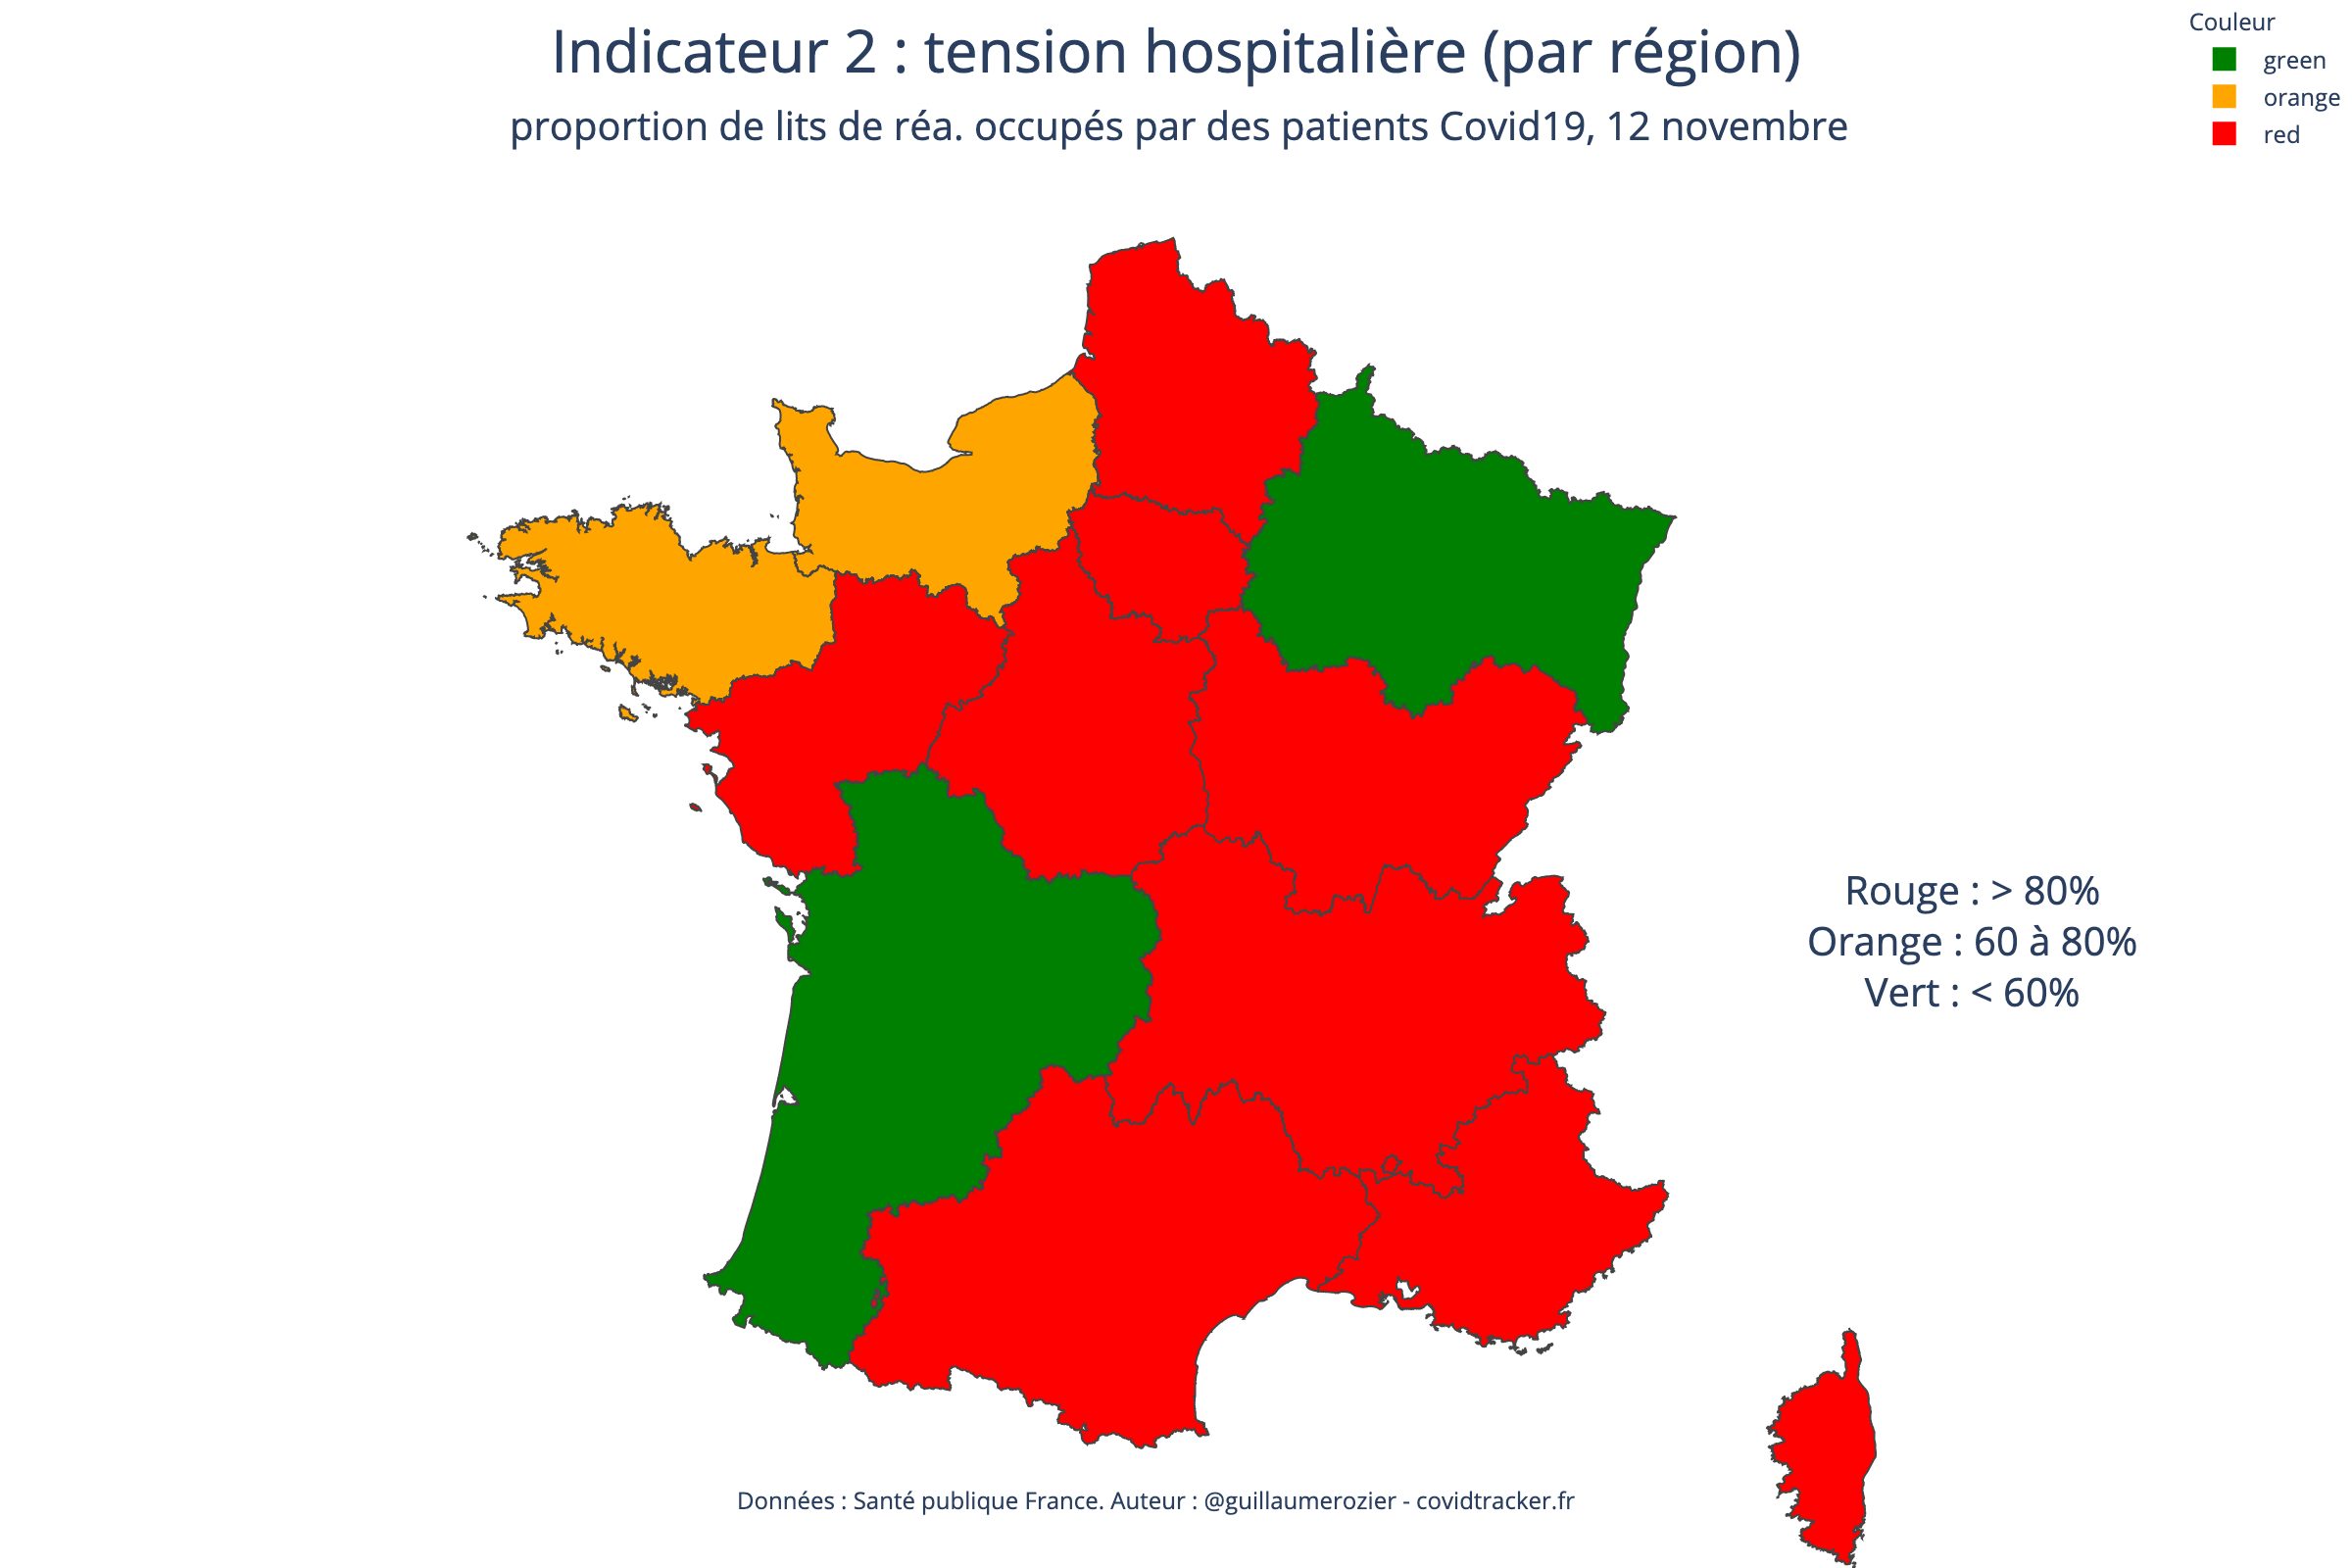 Indicateur 2 : tension hospitalière (par région)
proportion de lits de réa. occupés par des patients Covid19, 12 novembre
Couleur
green
orange
red
Rouge : > 80%
Orange : 60 à 80%
Vert : < 60%
Données : Santé publique France. Auteur : @guillaumerozier - covidtracker.fr